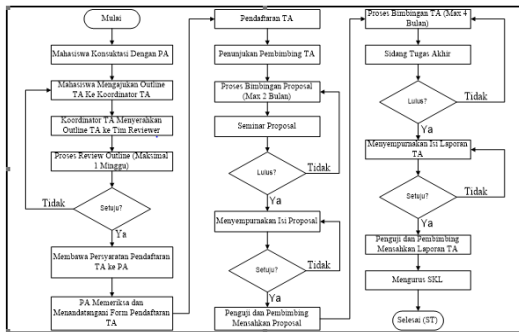 Mulai
Mahasiswa Konsuktasi Dengan PA
Mahasiswa Mengajukan Outline
TA Ke Koordinator TA
Koordinator TA Menyerahkan
Outline TA ke Tim Reviewer
Proses Review Outline (Maksimal
1 Minggu)
Setuju?
Tidak
Ya
Membawa Persyaratan Pendaftaran
TA ke PA
PA Memeriksa dan
Menandatangani Form Pendaftaran
TA
Pendaftaran TA
Penunjukan Pembimbing TA
Proses Bimbingan Proposal
(Max 2 Bulan)
Seminar Proposal
Lulus?
Tidak
Ya
Menyempurnakan Isi Proposal
Setuju?
Tidak
Ya
Penguji dan Pembimbing
Mensahkan Proposal
Proses Bimbingan TA (Max 4
Bulan)
Sidang Tugas Akhir
Lulus?
Tidak
Ya
Menyempurnakan Isi Laporan
TA
Setuju?
Tidak
Ya
Penguji dan Pembimbing
Mensahkan Laporan TA
Mengurus SKL
Selesai (ST)